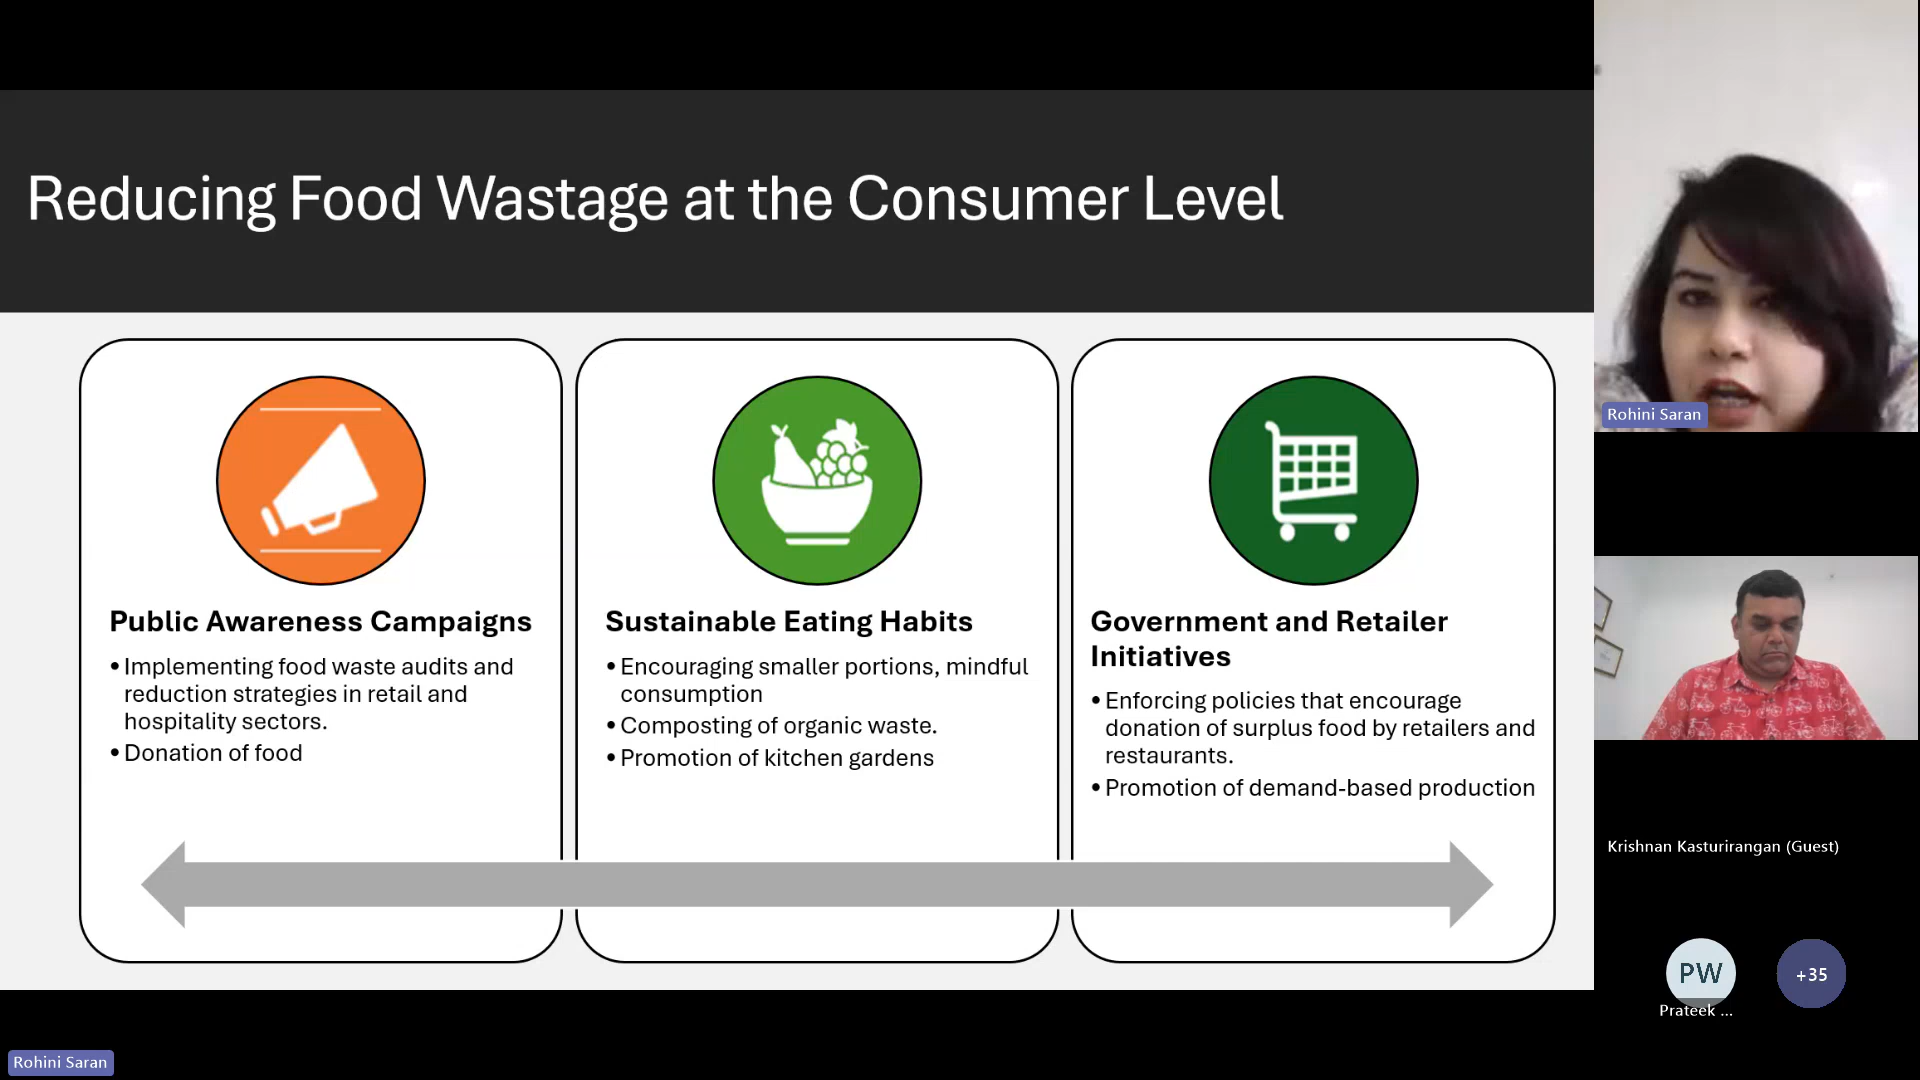 Reducing Food Wastage at the Consumer Level
Public Awareness Campaigns
• Implementing food waste audits and
reduction strategies in retail and
hospitality sectors.
• Donation of food
Sustainable Eating Habits
• Encouraging smaller portions, mindful
consumption
• Composting of organic waste.
• Promotion of kitchen gardens
Government and Retailer
Initiatives
• Enforcing policies that encourage
donation of surplus food by retailers and
restaurants.
• Promotion of demand-based production
Rohini Saran
Krishnan Kasturirangan (Guest)
PW
+35
Prateek ...
Rohini Saran